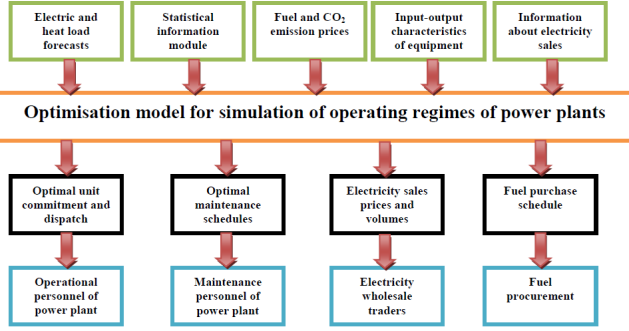 Electric and
heat load
forecasts
Statistical
information
module
Fuel and CO₂
emission prices
Input-output
characteristics
of equipment
Information
about electricity
sales
Optimisation model for simulation of operating regimes of power plants
Optimal unit
commitment and
dispatch
Optimal
maintenance
schedules
Electricity sales
prices and
volumes
Fuel purchase
schedule
Operational
personnel of
power plant
Maintenance
personnel of
power plant
Electricity
wholesale
traders
Fuel
procurement